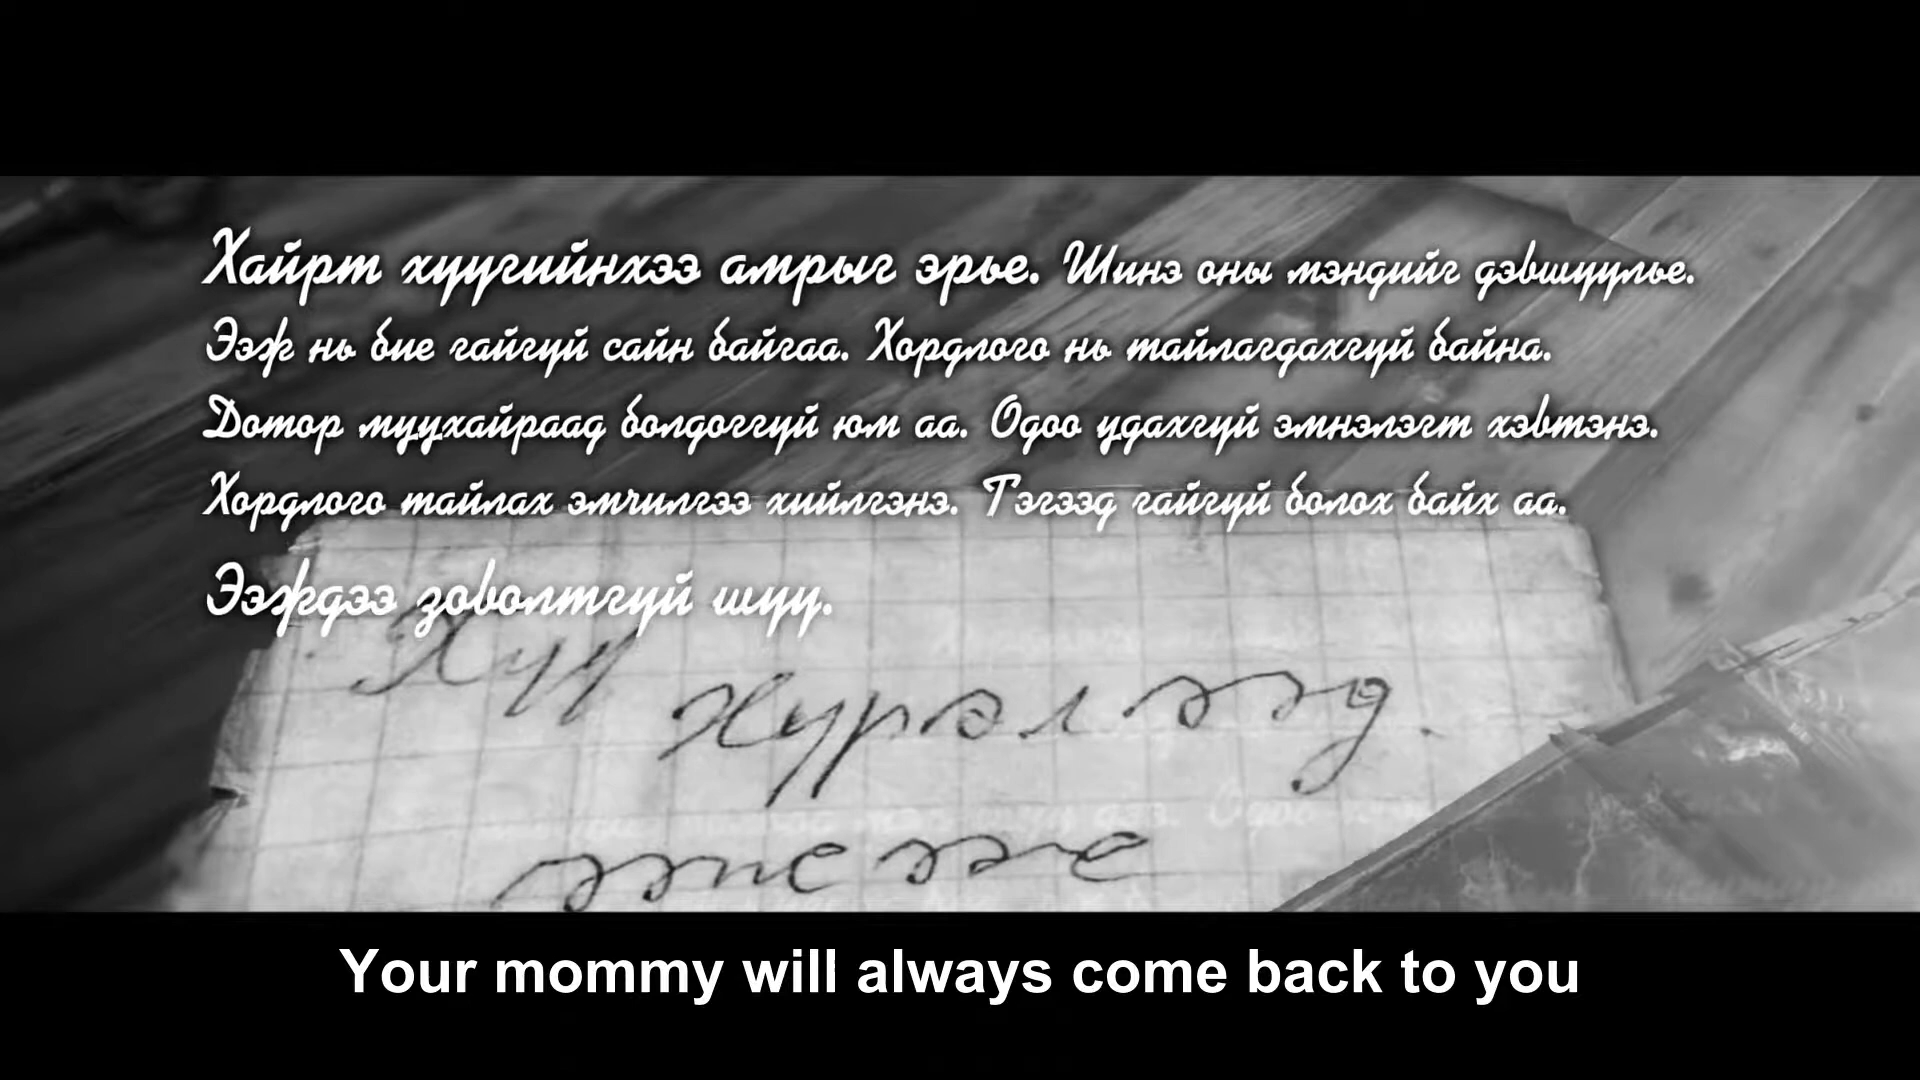 Хайрт хүүгийнхээ амрыг эрье. Шинэ оны мэндийг дэвшүүлье.
Ээж нь бие гайгүй сайн байгаа. Хордлого нь тайлагдахгүй байна.
Дотор муухайраад болдоггүй юм аа. Одоо удахгүй эмнэлэгт хэвтэнэ.
Хордлого тайлах эмчилгээ хийлгэнэ. Тэгээд гайгүй болох байх аа.
Ээждээ зоволтгүй шүү.
Хүү
хүрэлээд.
Your mommy will always come back to you